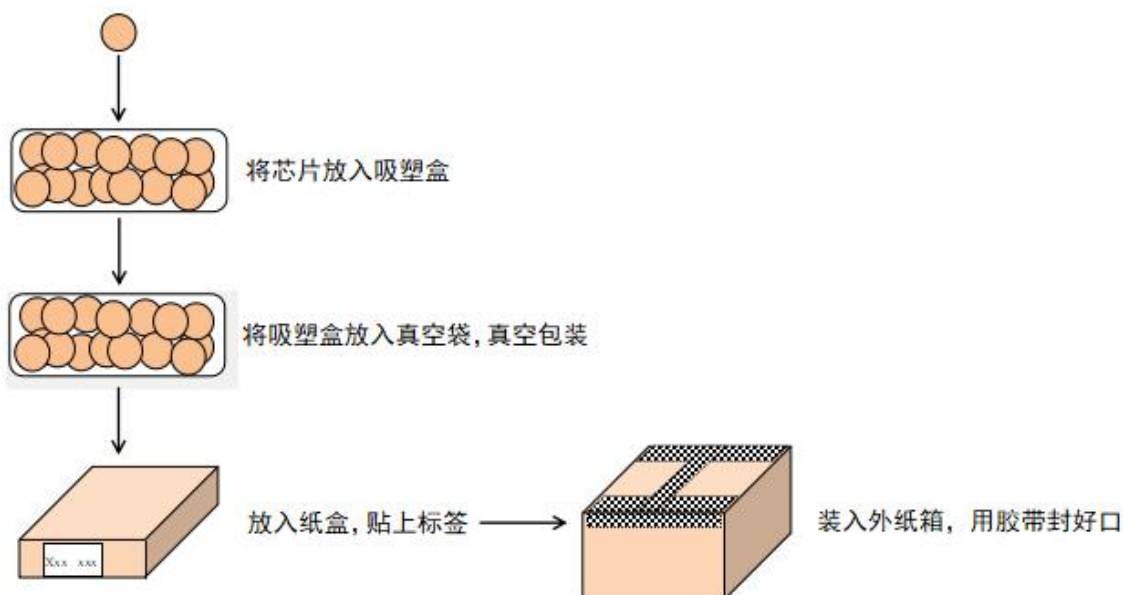 将芯片放入吸塑盒
将吸塑盒放入真空袋，真空包装
放入纸盒，贴上标签
装入外纸箱，用胶带封好口
Xxx xxx